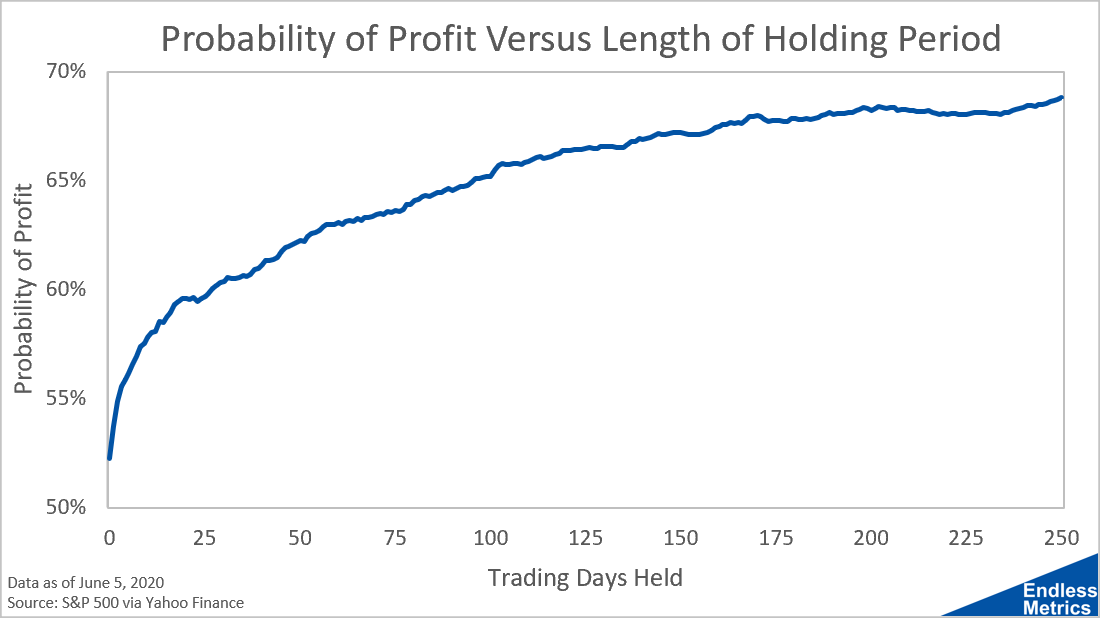 Probability of Profit Versus Length of Holding Period
Probability of Profit
70%
65%
60%
55%
50%
0 25 50 75 100 125 150 175 200 225 250
Trading Days Held
Data as of June 5, 2020
Source: S&P 500 via Yahoo Finance
Endless
Metrics